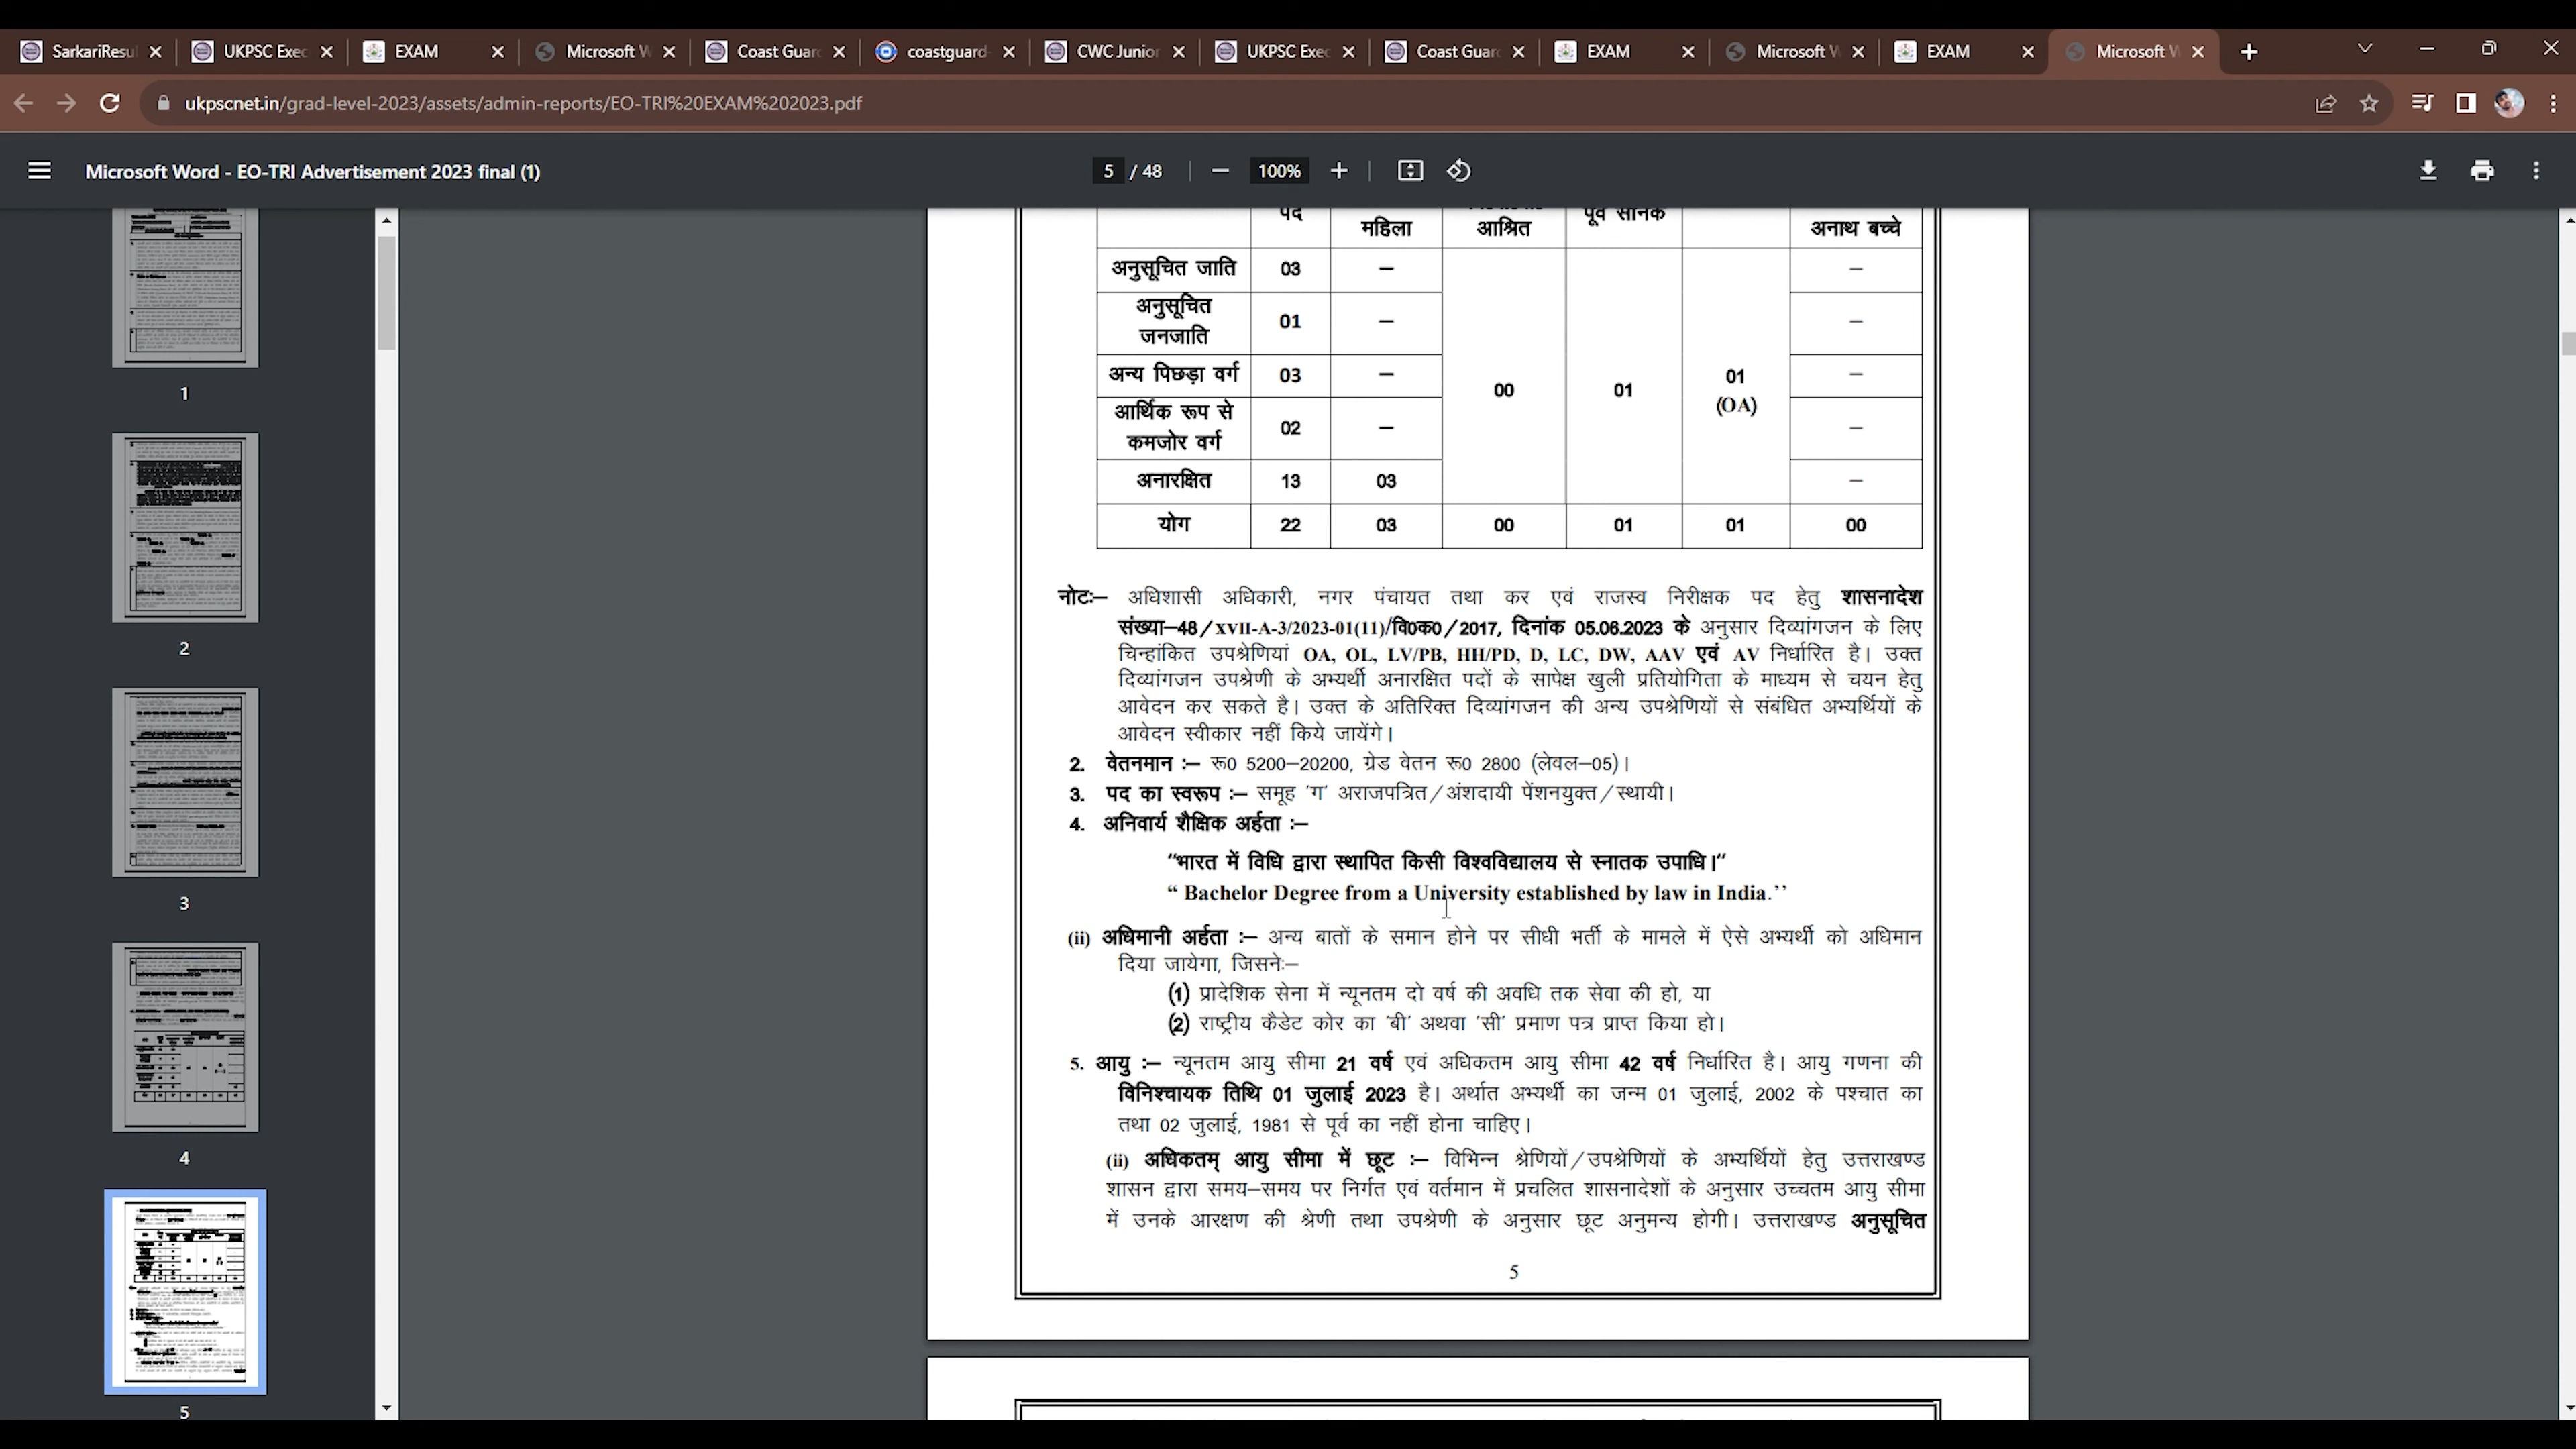 SarkariResul
UKPSC Exec
EXAM
Microsoft W
Coast Guar
coastguard-
CWC Junior
UKPSC Exec
Coast Guar
EXAM
Microsoft W
EXAM
Microsoft W
ukpscnet.in/grad-level-2023/assets/admin-reports/EO-TRI%20EXAM%202023.pdf
Microsoft Word - EO-TRI Advertisement 2023 final (1)
5 / 48
100%
1
2
3
4
5
पद
महिला
आश्रित
पूर्व सैनिक
अनाथ बच्चे
अनुसूचित जाति 03 – –
अनुसूचित
जनजाति 01 – –
अन्य पिछड़ा वर्ग 03 – 00 01 01 –
(OA)
आर्थिक रूप से
कमजोर वर्ग 02 – –
अनारक्षित 13 03 –
योग 22 03 00 01 01 00
नोटः– अधिशासी अधिकारी, नगर पंचायत तथा कर एवं राजस्व निरीक्षक पद हेतु शासनादेश
संख्या–48/XVII-A-3/2023-01(11)/वि0क0/2017, दिनांक 05.06.2023 के अनुसार दिव्यांगजन के लिए
चिन्हांकित उपश्रेणियां OA, OL, LV/PB, HH/PD, D, LC, DW, AAV एवं AV निर्धारित है। उक्त
दिव्यांगजन उपश्रेणी के अभ्यर्थी अनारक्षित पदों के सापेक्ष खुली प्रतियोगिता के माध्यम से चयन हेतु
आवेदन कर सकते है। उक्त के अतिरिक्त दिव्यांगजन की अन्य उपश्रेणियों से संबंधित अभ्यर्थियों के
आवेदन स्वीकार नहीं किये जायेंगे।
2. वेतनमान :– रू0 5200–20200, ग्रेड वेतन रू0 2800 (लेवल–05)।
3. पद का स्वरूप :– समूह 'ग' अराजपत्रित/अंशदायी पेंशनयुक्त/स्थायी।
4. अनिवार्य शैक्षिक अर्हता :–
"भारत में विधि द्वारा स्थापित किसी विश्वविद्यालय से स्नातक उपाधि।"
“ Bachelor Degree from a University established by law in India.’’
(ii) अधिमानी अर्हता :– अन्य बातों के समान होने पर सीधी भर्ती के मामले में ऐसे अभ्यर्थी को अधिमान
दिया जायेगा, जिसनेः–
(1) प्रादेशिक सेना में न्यूनतम दो वर्ष की अवधि तक सेवा की हो, या
(2) राष्ट्रीय कैडेट कोर का 'बी' अथवा 'सी' प्रमाण पत्र प्राप्त किया हो।
5. आयु :– न्यूनतम आयु सीमा 21 वर्ष एवं अधिकतम आयु सीमा 42 वर्ष निर्धारित है। आयु गणना की
विनिश्चायक तिथि 01 जुलाई 2023 है। अर्थात अभ्यर्थी का जन्म 01 जुलाई, 2002 के पश्चात का
तथा 02 जुलाई, 1981 से पूर्व का नहीं होना चाहिए।
(ii) अधिकतम् आयु सीमा में छूट :– विभिन्न श्रेणियों/उपश्रेणियों के अभ्यर्थियों हेतु उत्तराखण्ड
शासन द्वारा समय–समय पर निर्गत एवं वर्तमान में प्रचलित शासनादेशों के अनुसार उच्चतम आयु सीमा
में उनके आरक्षण की श्रेणी तथा उपश्रेणी के अनुसार छूट अनुमन्य होगी। उत्तराखण्ड अनुसूचित
5